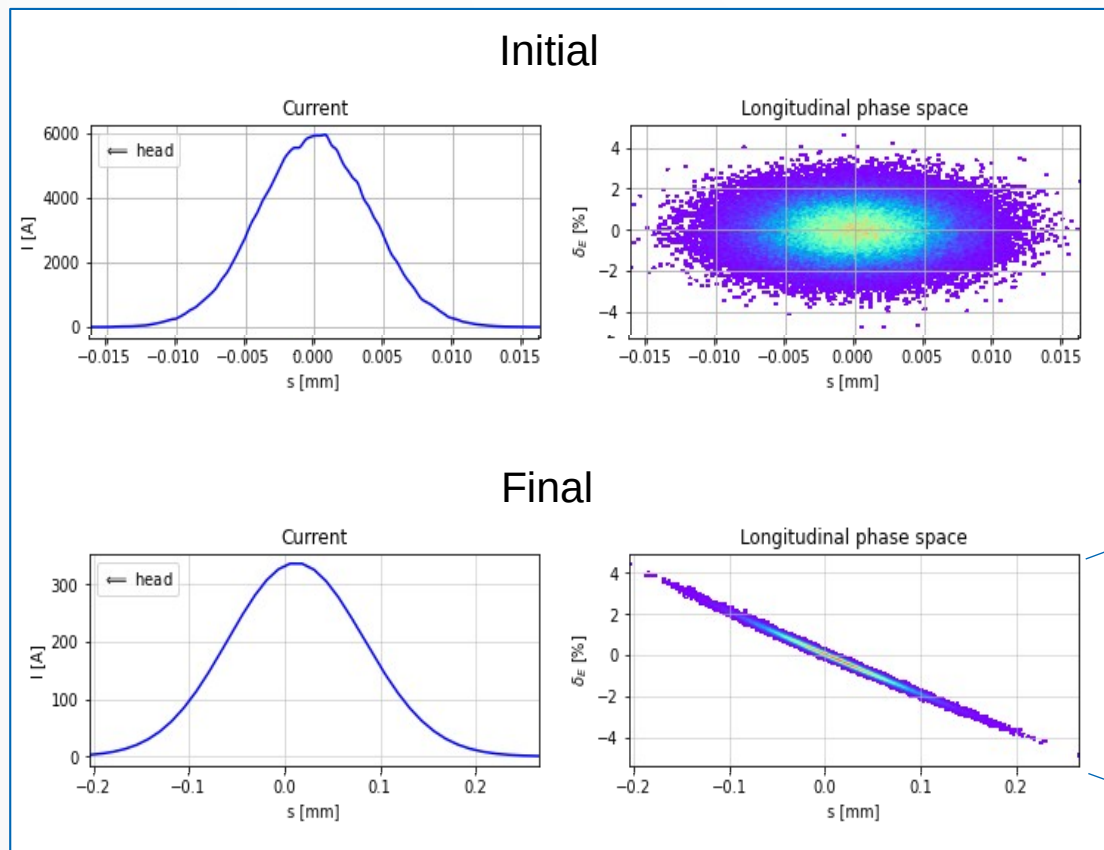 Initial
Current
Longitudinal phase space
6000
4000
2000
0
I [A]
⟸ head
−0.015 −0.010 −0.005 0.000 0.005 0.010 0.015
s [mm]
4
2
0
−2
−4
δE [%]
−0.015 −0.010 −0.005 0.000 0.005 0.010 0.015
s [mm]
Final
Current
Longitudinal phase space
300
200
100
0
I [A]
⟸ head
−0.2 −0.1 0.0 0.1 0.2
s [mm]
4
2
0
−2
−4
δE [%]
−0.2 −0.1 0.0 0.1 0.2
s [mm]